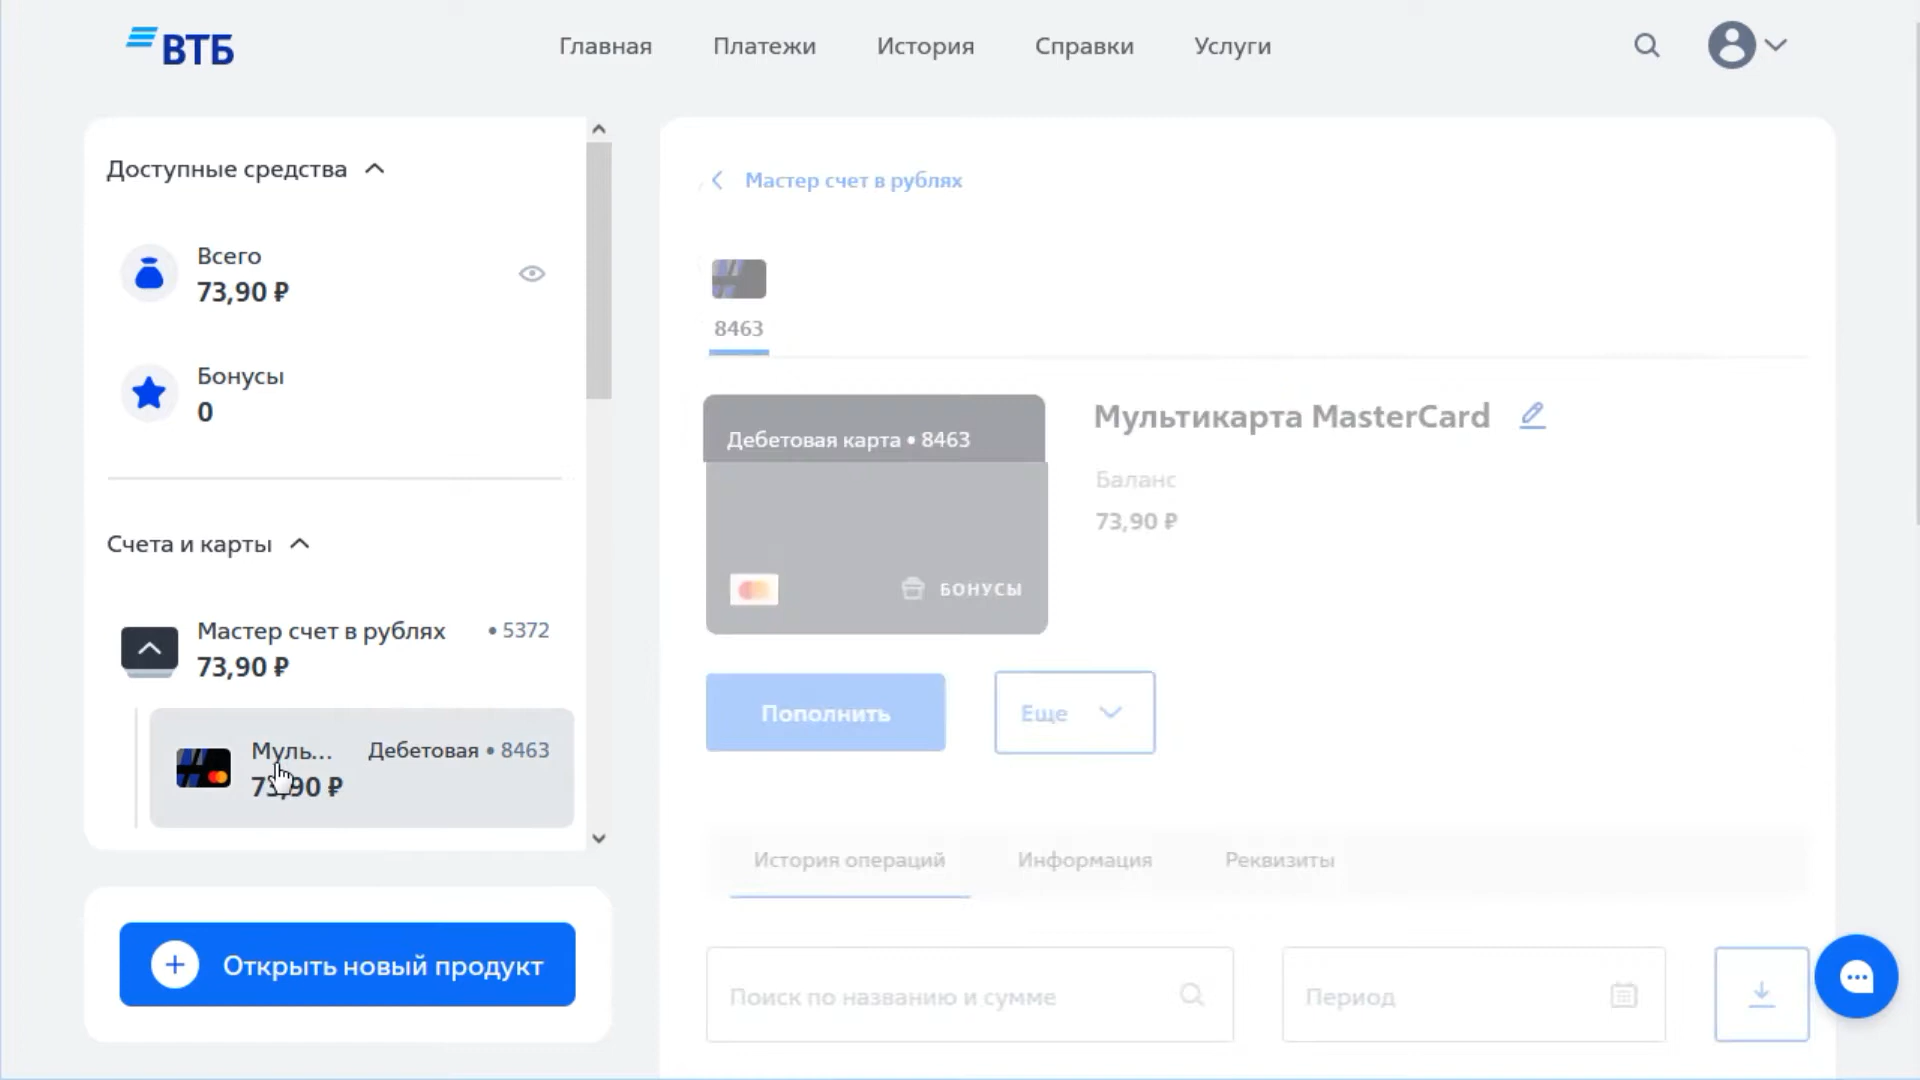 ВТБ
Главная
Платежи
История
Справки
Услуги
Доступные средства
Всего
73,90 ₽
Бонусы
0
Счета и карты
Мастер счет в рублях • 5372
73,90 ₽
Муль... Дебетовая • 8463
73,90 ₽
Открыть новый продукт
Мастер счет в рублях
8463
Дебетовая карта • 8463
БОНУСЫ
Мультикарта MasterCard
Баланс
73,90 ₽
Пополнить
Еще
История операций
Информация
Реквизиты
Поиск по названию и сумме
Период